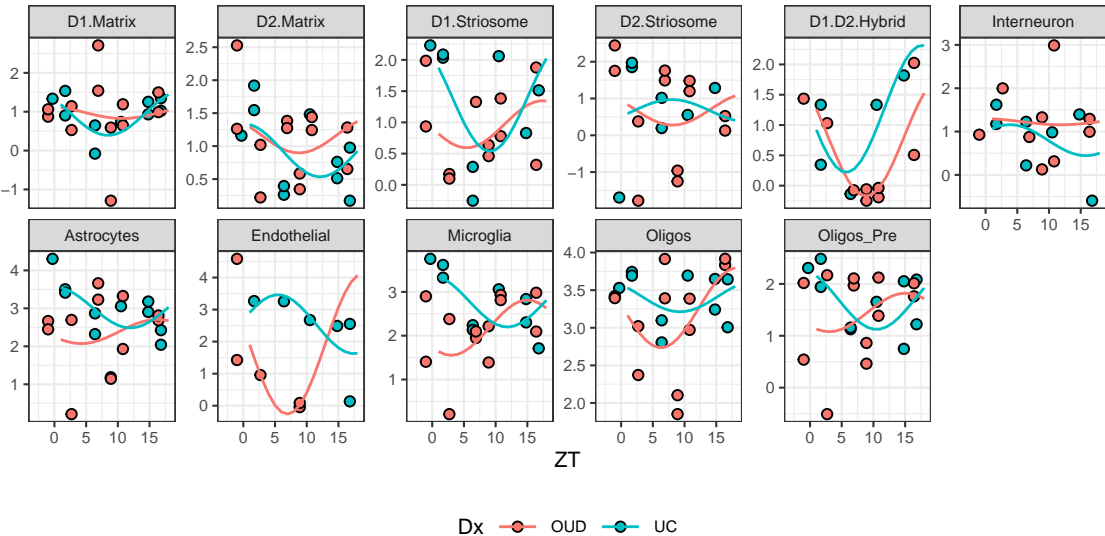 D1.Matrix D2.Matrix D1.Striosome D2.Striosome D1.D2.Hybrid Interneuron
2 1 0 −1
2.5 2.0 1.5 1.0 0.5
2.0 1.5 1.0 0.5 0.0
2 1 0 −1
2.0 1.5 1.0 0.5 0.0
3 2 1 0
Astrocytes Endothelial Microglia Oligos Oligos_Pre
4 3 2 1
4 3 2 1 0
3 2 1
4.0 3.5 3.0 2.5 2.0
2 1 0
0 5 10 15 0 5 10 15 0 5 10 15 0 5 10 15 0 5 10 15
ZT
Dx OUD UC